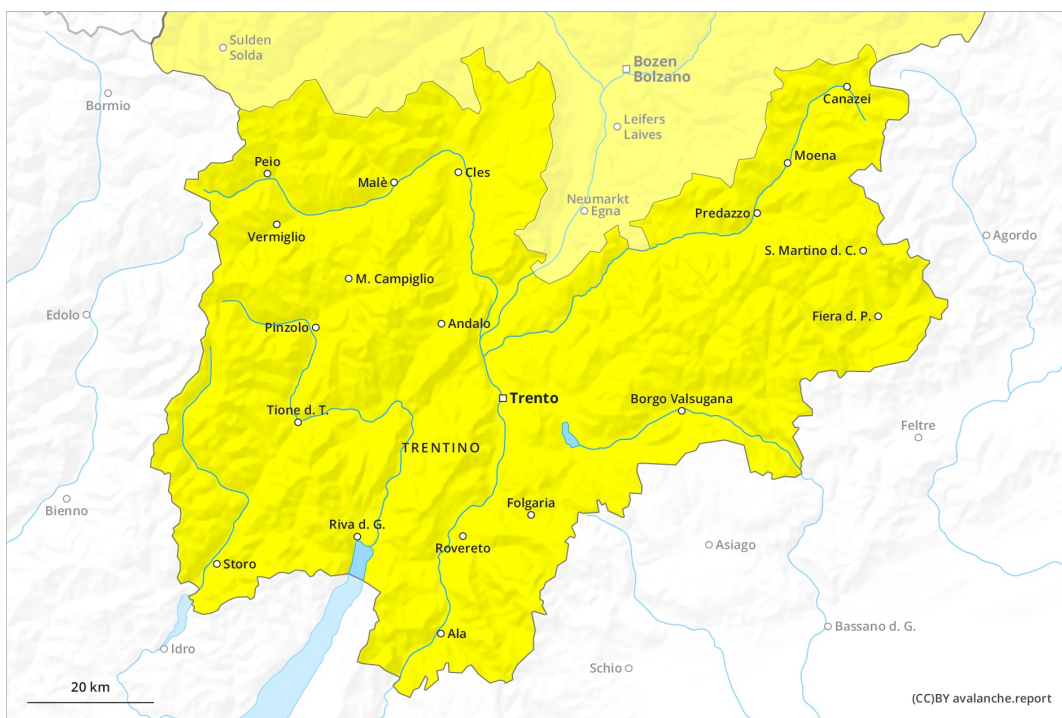 Sulden
Solda
Bozen
Bolzano
Bormio
Canazei
Leifers
Laives
Peio
Malè
Cles
Moena
Neumarkt
Egna
Predazzo
Vermiglio
Agordo
S. Martino d. C.
M. Campiglio
Edolo
Pinzolo
Andalo
Fiera d. P.
Trento
Borgo Valsugana
Tione d. T.
Feltre
TRENTINO
Bienno
Folgaria
Riva d. G.
Rovereto
Asiago
Storo
Ala
Bassano d. G.
Idro
Schio
20 km
(CC)BY avalanche.report